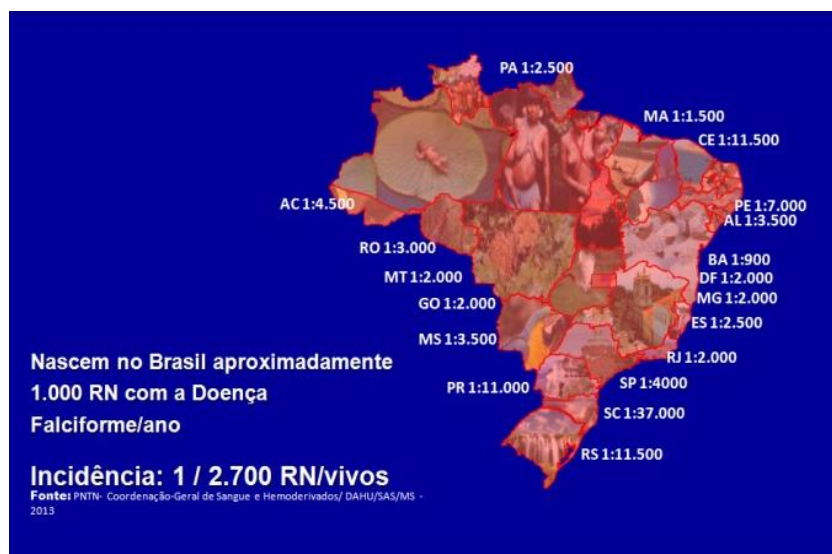 PA 1:2.500
MA 1:1.500
CE 1:11.500
PE 1:7.000
AL 1:3.500
AC 1:4.500
RO 1:3.000
BA 1:900
MT 1:2.000
DF 1:2.000
GO 1:2.000
MG 1:2.000
ES 1:2.500
MS 1:3.500
RJ 1:2.000
SP 1:4000
PR 1:11.000
SC 1:37.000
RS 1:11.500
Nascem no Brasil aproximadamente
1.000 RN com a Doença
Falciforme/ano
Incidência: 1 / 2.700 RN/vivos
Fonte: PNTN- Coordenação-Geral de Sangue e Hemoderivados/ DAHU/SAS/MS -
2013